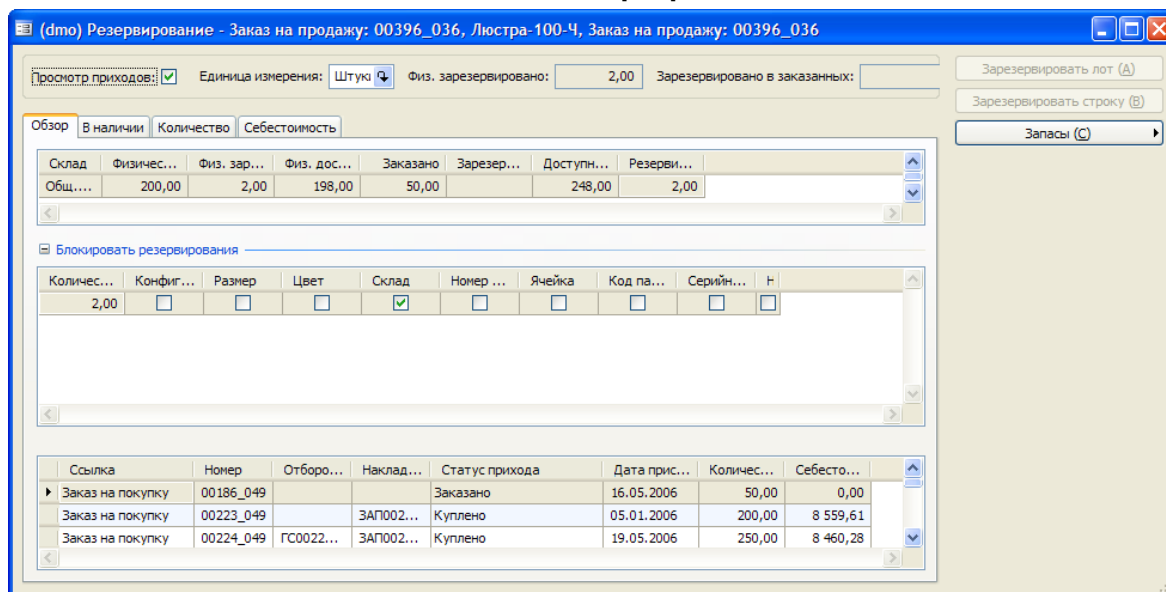 (dmo) Резервирование - Заказ на продажу: 00396_036, Люстра-100-Ч, Заказ на продажу: 00396_036
Просмотр приходов: Единица измерения: Штуки Физ. зарезервировано: 2,00 Зарезервировано в заказанных:
Зарезервировать лот (A)
Зарезервировать строку (B)
Запасы (C)
Обзор В наличии Количество Себестоимость
Склад Физичес... Физ. зар... Физ. дос... Заказано Зарезер... Доступн... Резерви...
Общ.... 200,00 2,00 198,00 50,00 248,00 2,00
Блокировать резервирования
Количес... Конфиг... Размер Цвет Склад Номер ... Ячейка Код па... Серийн... Н
2,00
Ссылка Номер Отборо... Наклад... Статус прихода Дата прис... Количес... Себесто...
Заказ на покупку 00186_049 Заказано 16.05.2006 50,00 0,00
Заказ на покупку 00223_049 ЗАП002... Куплено 05.01.2006 200,00 8 559,61
Заказ на покупку 00224_049 ГС0022... ЗАП002... Куплено 19.05.2006 250,00 8 460,28